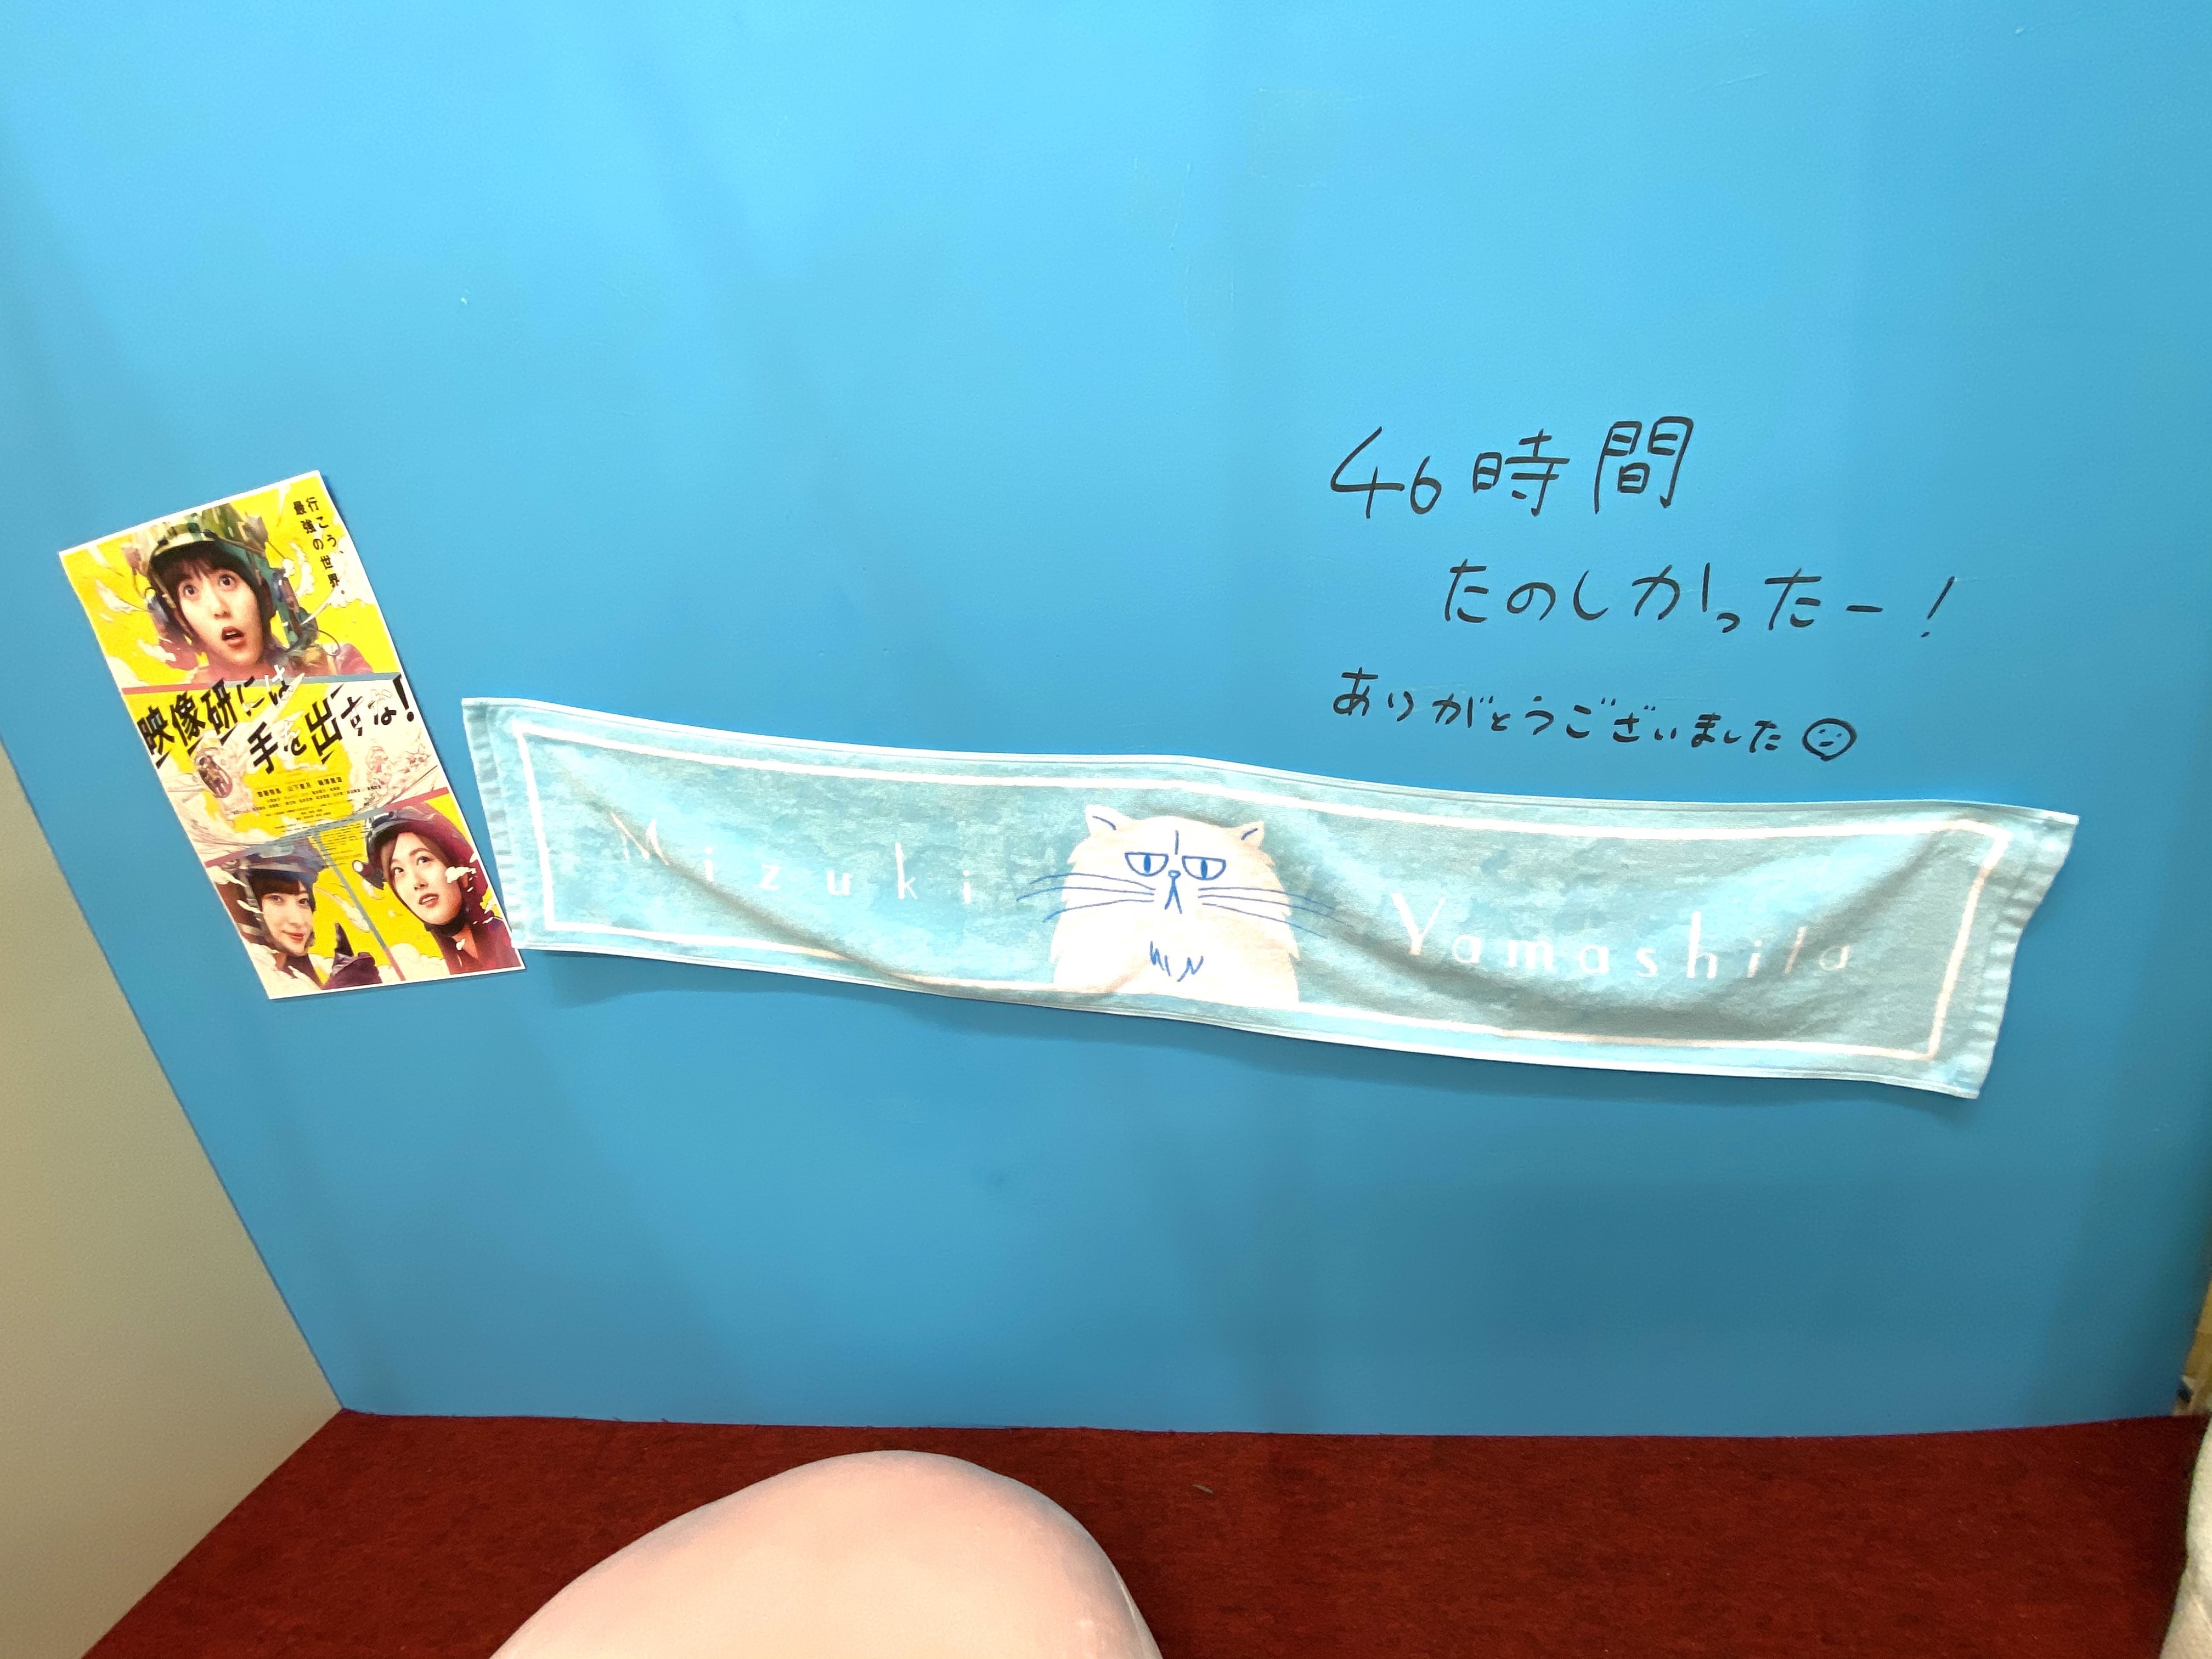 行こう、
最強の世界。
映像研には
手を出すな!
46時間
たのしかったー!
ありがとうございました
Mizuki Yamashita